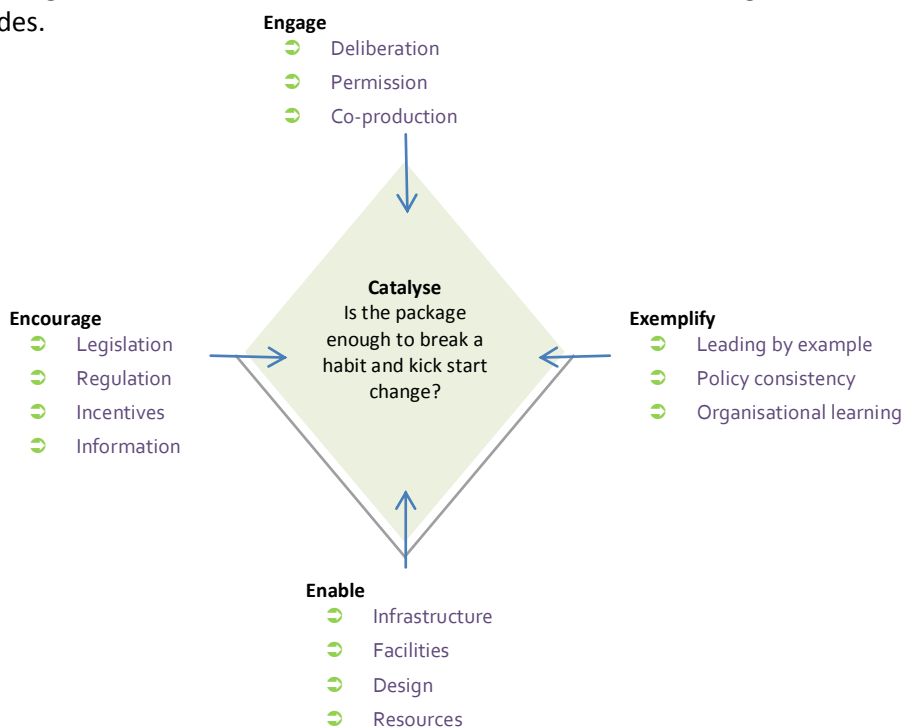 des.
Engage
Deliberation
Permission
Co-production
Catalyse
Is the package
enough to break a
habit and kick start
change?
Encourage
Legislation
Regulation
Incentives
Information
Exemplify
Leading by example
Policy consistency
Organisational learning
Enable
Infrastructure
Facilities
Design
Resources